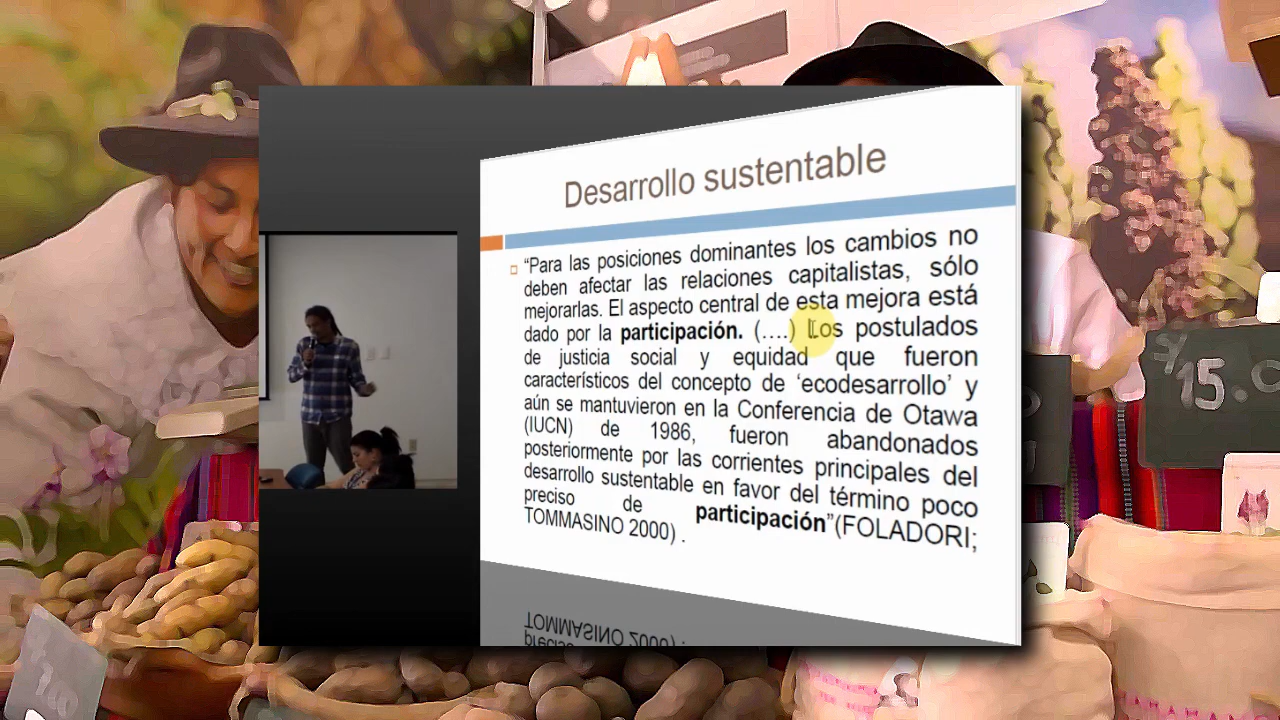 Desarrollo sustentable
“Para las posiciones dominantes los cambios no
deben afectar las relaciones capitalistas, sólo
mejorarlas. El aspecto central de esta mejora está
dado por la participación. (....) Los postulados
de justicia social y equidad que fueron
característicos del concepto de ‘ecodesarrollo’ y
aún se mantuvieron en la Conferencia de Otawa
(IUCN) de 1986, fueron abandonados
posteriormente por las corrientes principales del
desarrollo sustentable en favor del término poco
preciso de participación”(FOLADORI;
TOMMASINO 2000) .
S/15.